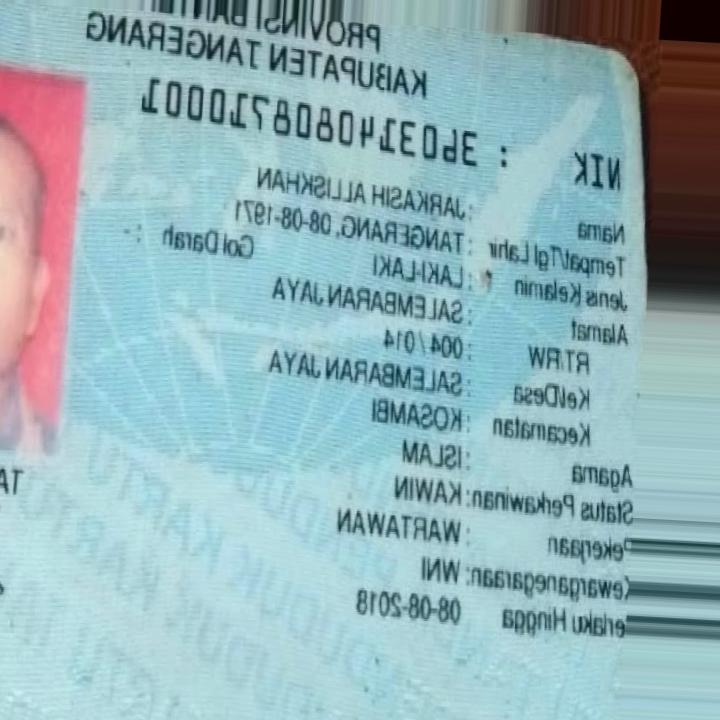 PROVINSI BANTEN
KABUPATEN TANGERANG
NIK : 3603140808710001
Nama : JARKASIH ALLISKHAN
Tempat/Tgl Lahir : TANGERANG, 08-08-1971
Jenis Kelamin : LAKI-LAKI Gol Darah :
Alamat : SALEMBARAN JAYA
RT/RW : 004 / 014
Kel/Desa : SALEMBARAN JAYA
Kecamatan : KOSAMBI
Agama : ISLAM
Status Perkawinan: KAWIN
Pekerjaan : WARTAWAN
Kewarganegaraan: WNI
erlaku Hingga 08-08-2018